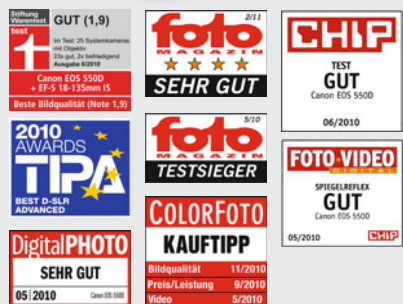 Stiftung
Warentest
test
GUT (1,9)
Im Test: 25 Systemkameras
mit Objektiv
23x gut, 2x befriedigend
Ausgabe 6/2010
Canon EOS 550D
+ EF-S 18-135mm IS
Beste Bildqualität (Note 1,9)
2/11
foto
MAGAZIN
SEHR GUT
CHIP
TEST
GUT
Canon EOS 550D
06/2010
2010
AWARDS
TIPA
BEST D-SLR
ADVANCED
5/10
foto
MAGAZIN
TESTSIEGER
FOTO-VIDEO
DIGITAL
SPIEGELREFLEX
GUT
Canon EOS 550D
05/2010
CHIP
DigitalPHOTO
SEHR GUT
05|2010
Canon EOS 550D
COLORFOTO
KAUFTIPP
Bildqualität 11/2010
Preis/Leistung 9/2010
Video 5/2010